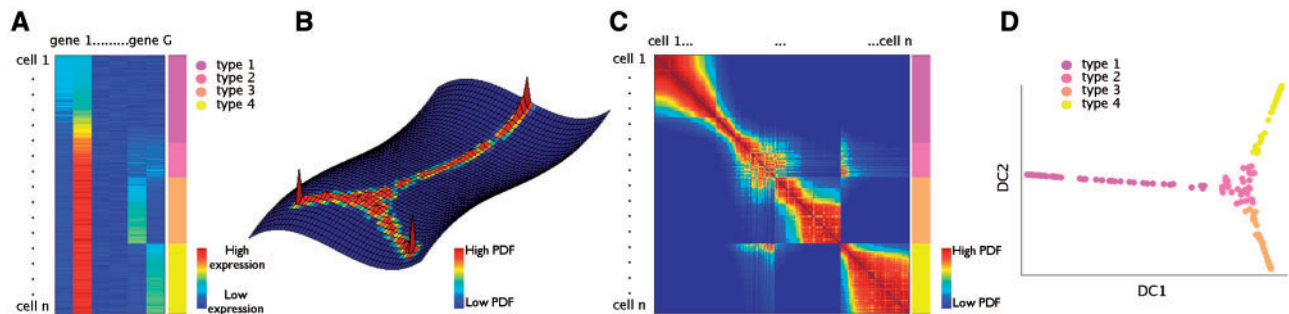 A
gene 1.........gene G
cell 1
cell n
type 1
type 2
type 3
type 4
High
expression
Low
expression
B
High PDF
Low PDF
C
cell 1...
...
...cell n
cell 1
cell n
High PDF
Low PDF
D
type 1
type 2
type 3
type 4
DC2
DC1